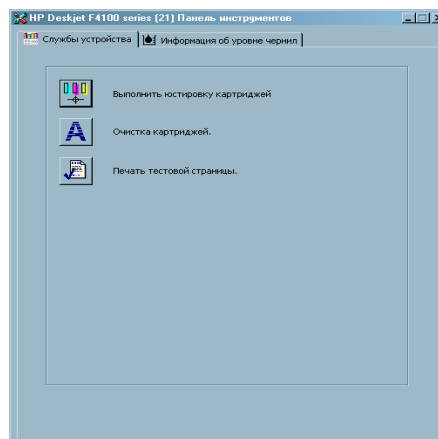 HP Deskjet F4100 series (21) Панель инструментов
Службы устройства
Информация об уровне чернил
Выполнить юстировку картриджей
Очистка картриджей.
Печать тестовой страницы.